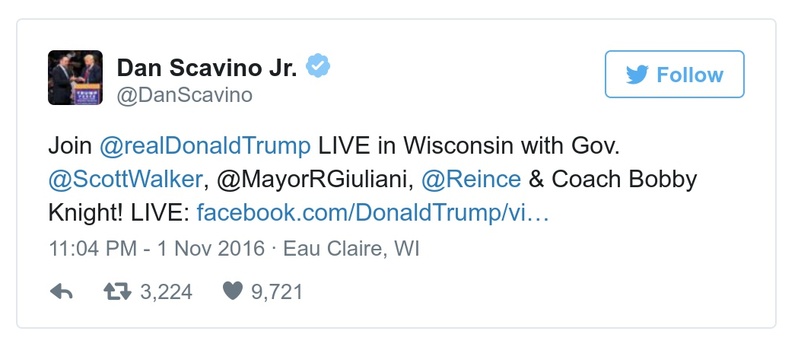 Dan Scavino Jr.
@DanScavino
Follow
Join @realDonaldTrump LIVE in Wisconsin with Gov.
@ScottWalker, @MayorRGiuliani, @Reince & Coach Bobby
Knight! LIVE: facebook.com/DonaldTrump/vi…
11:04 PM - 1 Nov 2016 · Eau Claire, WI
3,224 9,721